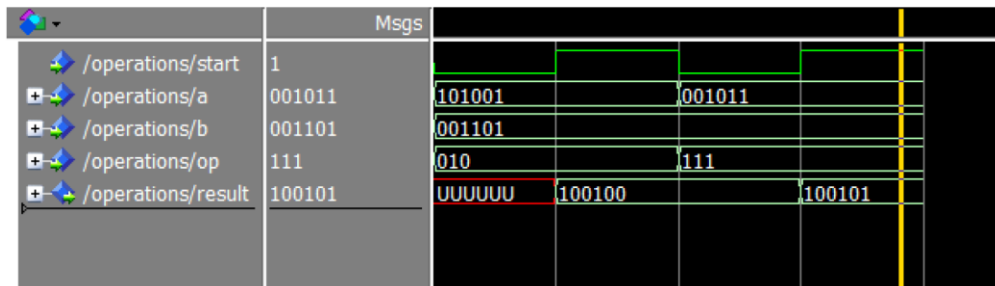 Msgs
/operations/start 1
/operations/a 001011 101001 001011
/operations/b 001101 001101
/operations/op 111 010 111
/operations/result 100101 UUUUUU 100100 100101